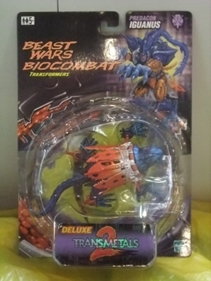 PREDACON
IGUANUS
BEAST
WARS
BIOCOMBAT
TRANSFORMERS
DELUXE
2
TRANSMETALS